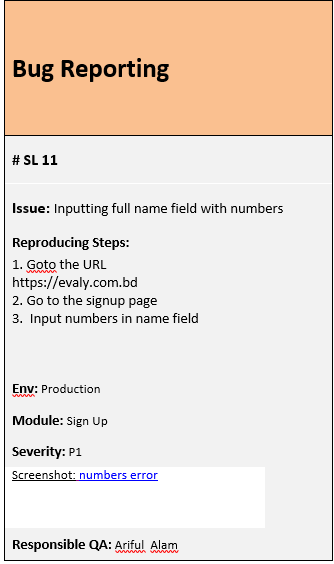 Bug Reporting
# SL 11
Issue: Inputting full name field with numbers
Reproducing Steps:
1. Goto the URL
https://evaly.com.bd
2. Go to the signup page
3.  Input numbers in name field
Env: Production
Module: Sign Up
Severity: P1
Screenshot: numbers error
Responsible QA: Ariful  Alam